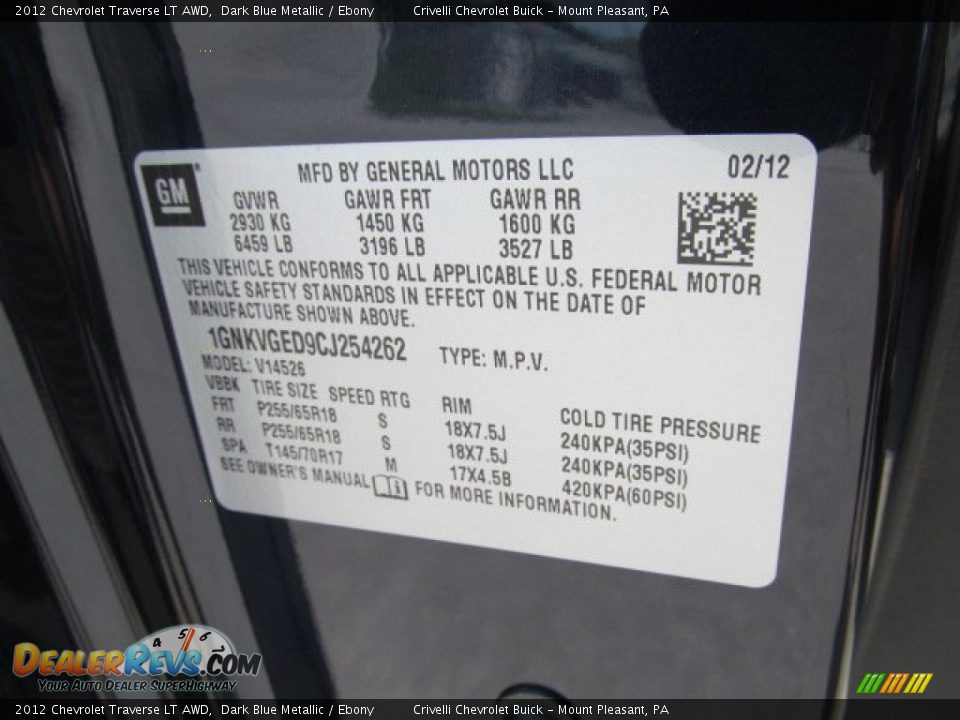 2012 Chevrolet Traverse LT AWD, Dark Blue Metallic / Ebony Crivelli Chevrolet Buick - Mount Pleasant, PA
GM MFD BY GENERAL MOTORS LLC 02/12
GVWR GAWR FRT GAWR RR
2930 KG 1450 KG 1600 KG
6459 LB 3196 LB 3527 LB
THIS VEHICLE CONFORMS TO ALL APPLICABLE U.S. FEDERAL MOTOR
VEHICLE SAFETY STANDARDS IN EFFECT ON THE DATE OF
MANUFACTURE SHOWN ABOVE.
1GNKVGED9CJ254262 TYPE: M.P.V.
MODEL: V14526
VBBK TIRE SIZE SPEED RTG RIM COLD TIRE PRESSURE
FRT P255/65R18 S 18X7.5J 240KPA(35PSI)
RR P255/65R18 S 18X7.5J 240KPA(35PSI)
SPA T145/70R17 M 17X4.5B 420KPA(60PSI)
SEE OWNER'S MANUAL FOR MORE INFORMATION.
4 5 6
DEALERREVS.COM
YOUR AUTO DEALER SUPERHIGHWAY
2012 Chevrolet Traverse LT AWD, Dark Blue Metallic / Ebony Crivelli Chevrolet Buick - Mount Pleasant, PA